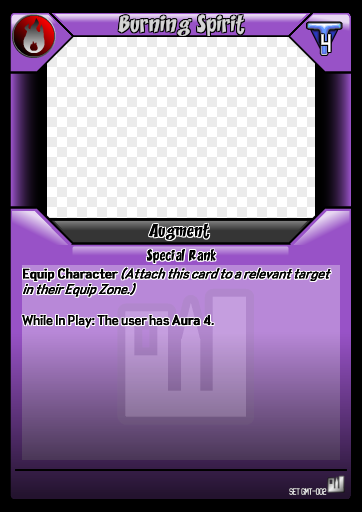 Burning Spirit
4
Augment
Special Rank
Equip Character (Attach this card to a relevant target
in their Equip Zone.)
While In Play: The user has Aura 4.
SET GMT-002